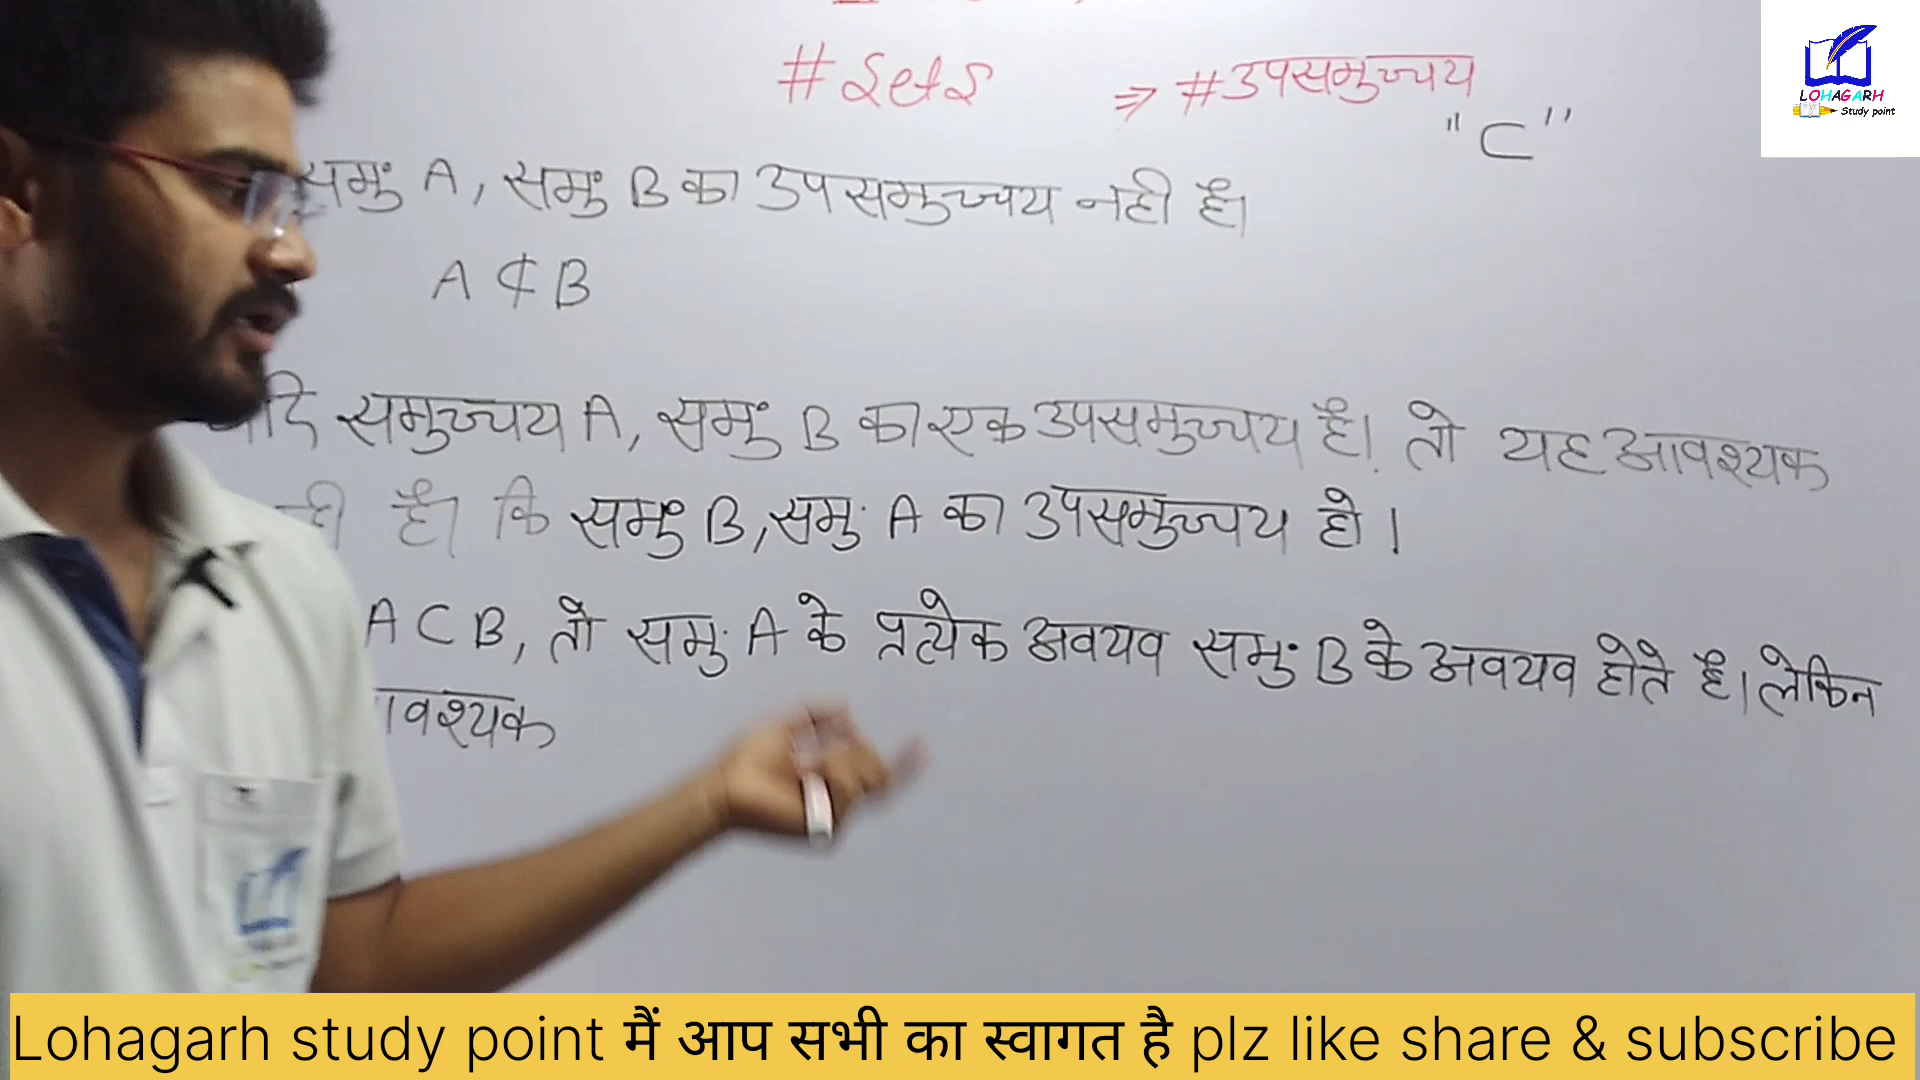 #Sets ⇒ #उपसमुच्चय
"⊂"
समुः A, समुः B का उपसमुच्चय नही है।
A ⊄ B
समुच्चय A, समुः B का एक उपसमुच्चय है। तो यह आवश्यक
है। कि समुः B, समु. A का उपसमुच्चय हो।
A ⊂ B, तो समु. A के प्रत्येक अवयव समुः B के अवयव होते है। लेकिन
LOHAGARH
Study point
Lohagarh study point मैं आप सभी का स्वागत है plz like share & subscribe